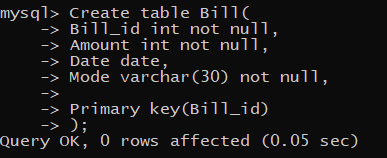 mysql> Create table Bill(
    -> Bill_id int not null,
    -> Amount int not null,
    -> Date date,
    -> Mode varchar(30) not null,
    ->
    -> Primary key(Bill_id)
    -> );
Query OK, 0 rows affected (0.05 sec)